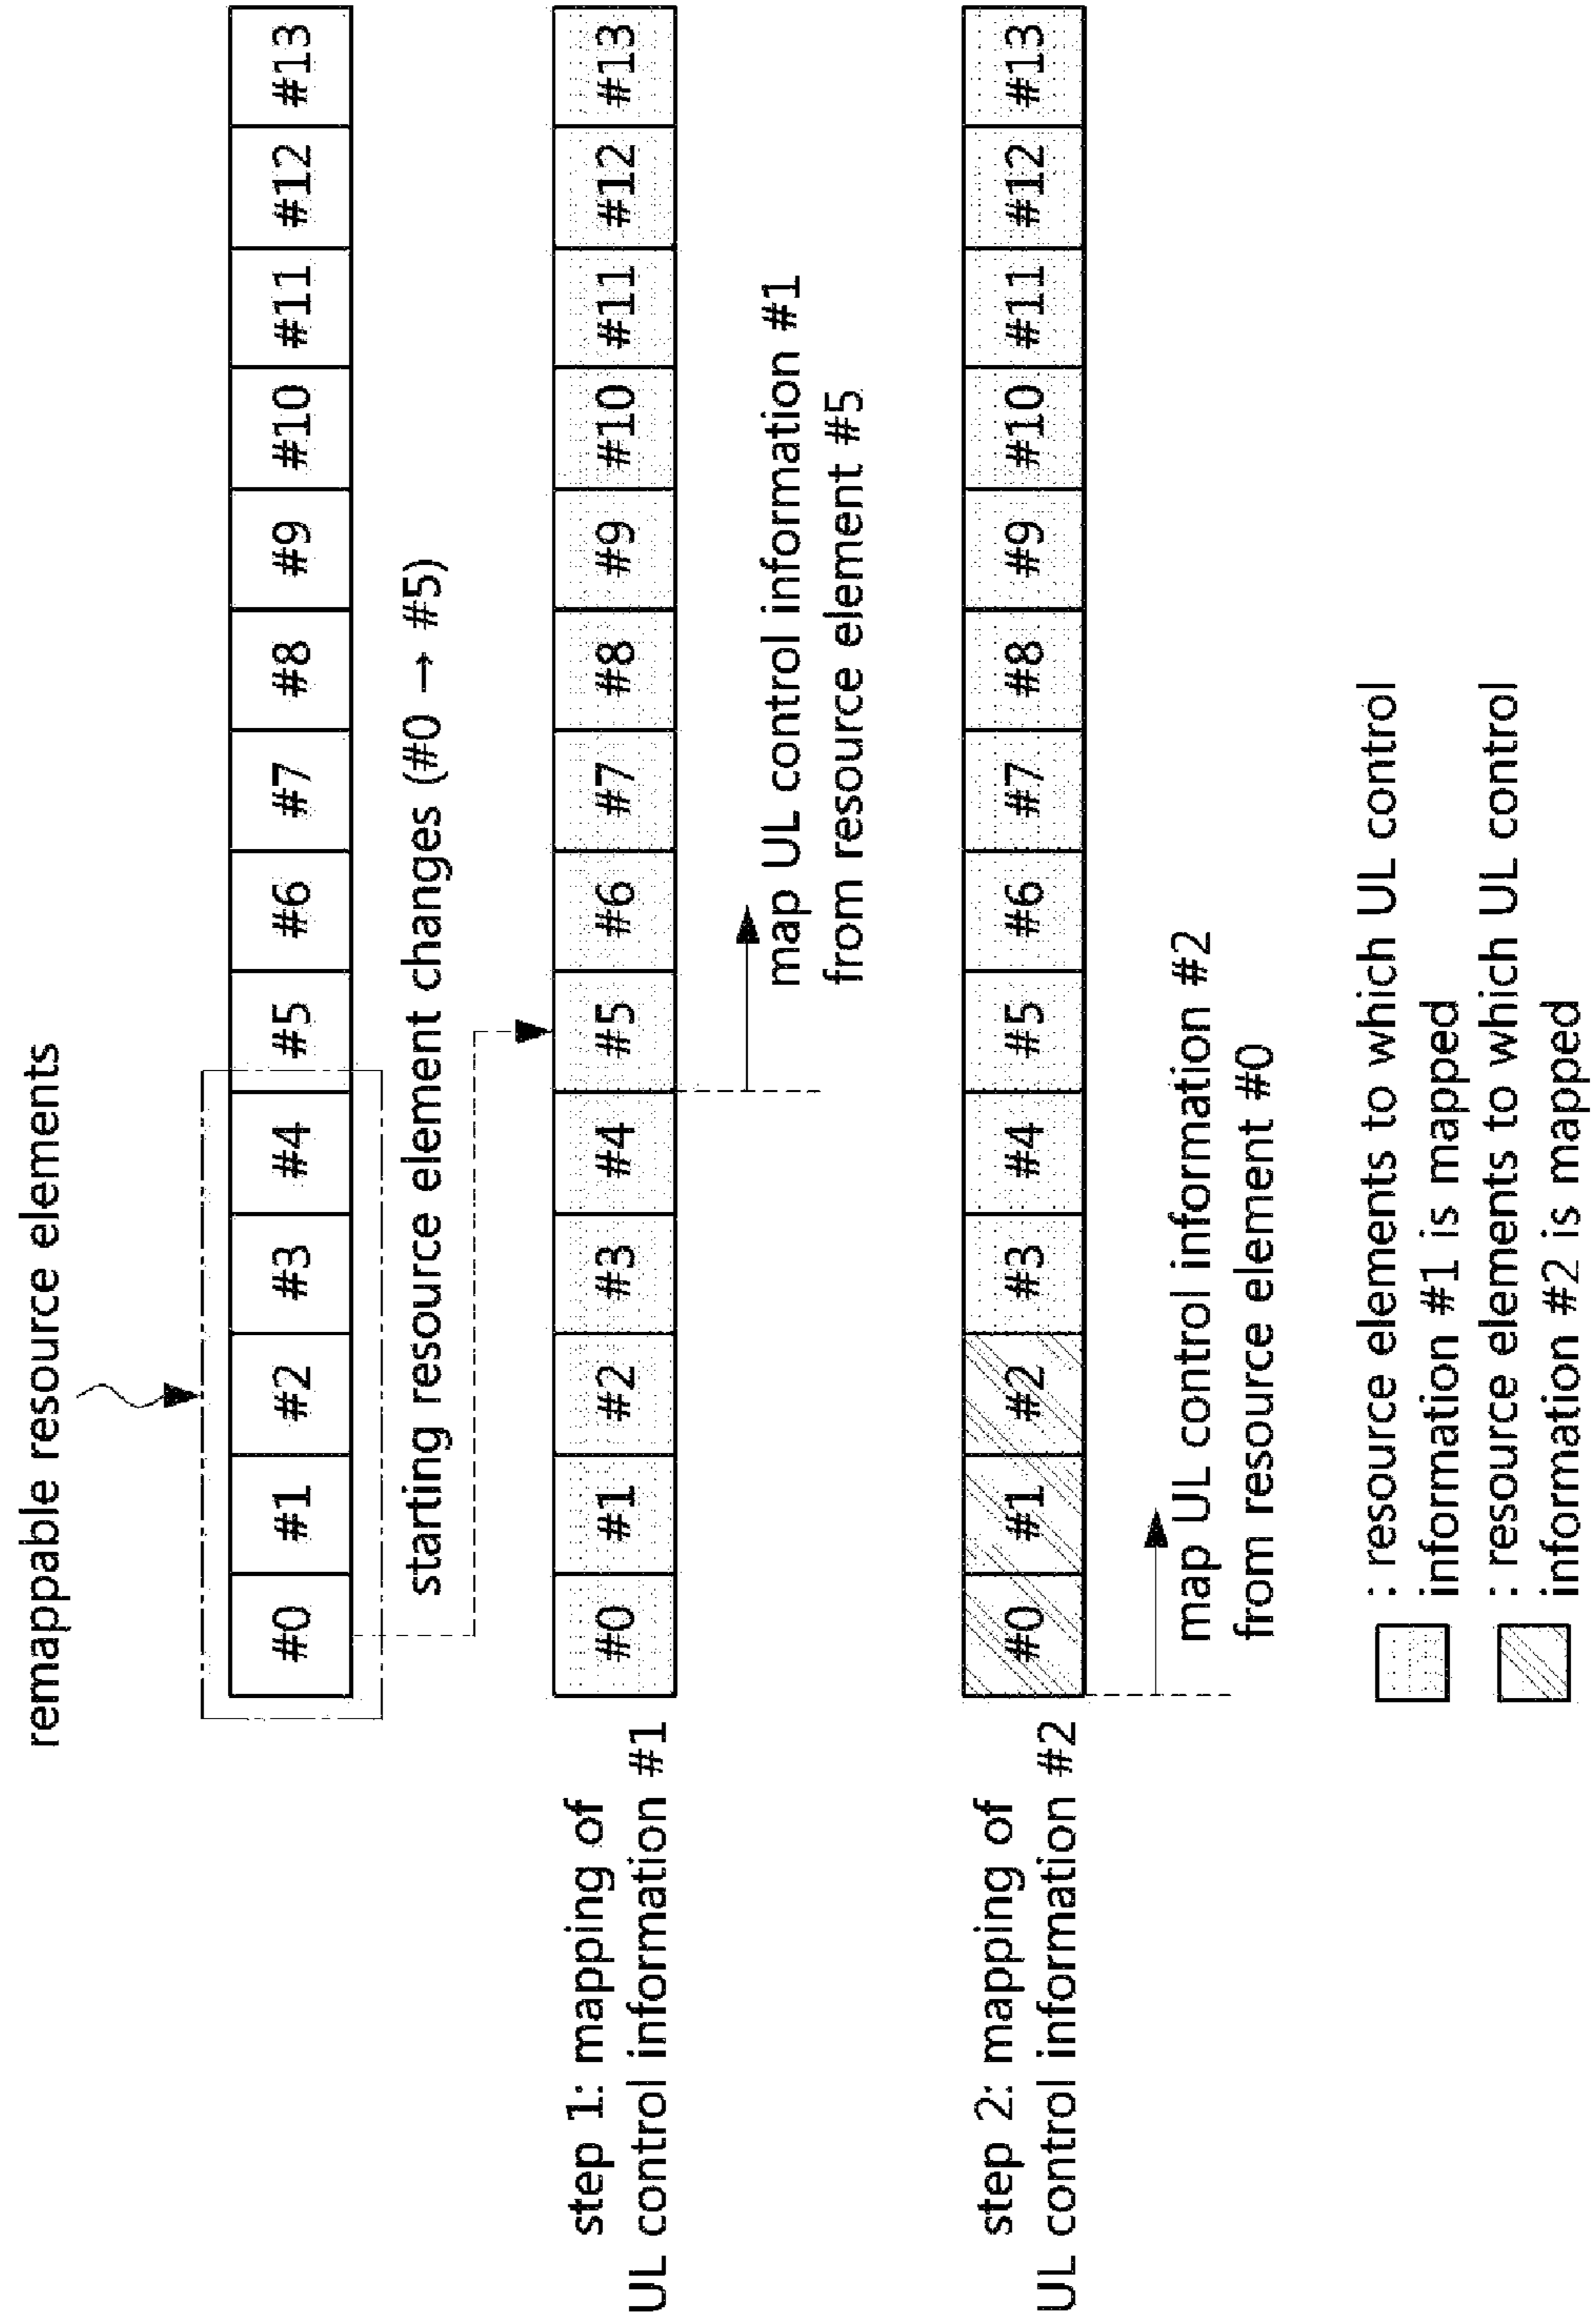 remappable resource elements
#0 #1 #2 #3 #4 #5 #6 #7 #8 #9 #10 #11 #12 #13
starting resource element changes (#0 → #5)
step 1: mapping of
UL control information #1
#0 #1 #2 #3 #4 #5 #6 #7 #8 #9 #10 #11 #12 #13
map UL control information #1
from resource element #5
step 2: mapping of
UL control information #2
#0 #1 #2 #3 #4 #5 #6 #7 #8 #9 #10 #11 #12 #13
map UL control information #2
from resource element #0
: resource elements to which UL control
information #1 is mapped
: resource elements to which UL control
information #2 is mapped